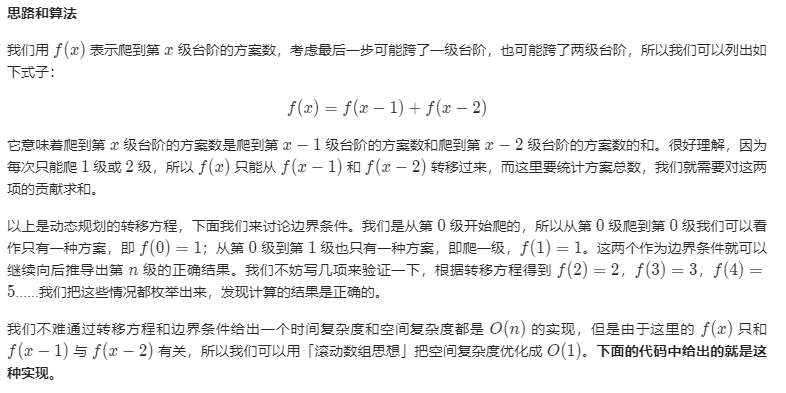 思路和算法
我们用 f(x) 表示爬到第 x 级台阶的方案数，考虑最后一步可能跨了一级台阶，也可能跨了两级台阶，所以我们可以列出如
下式子：
f(x) = f(x − 1) + f(x − 2)
它意味着爬到第 x 级台阶的方案数是爬到第 x − 1 级台阶的方案数和爬到第 x − 2 级台阶的方案数的和。很好理解，因为
每次只能爬 1 级或 2 级，所以 f(x) 只能从 f(x − 1) 和 f(x − 2) 转移过来，而这里要统计方案总数，我们就需要对这两
项的贡献求和。
以上是动态规划的转移方程，下面我们来讨论边界条件。我们是从第 0 级开始爬的，所以从第 0 级爬到第 0 级我们可以看
作只有一种方案，即 f(0) = 1；从第 0 级到第 1 级也只有一种方案，即爬一级，f(1) = 1。这两个作为边界条件就可以
继续向后推导出第 n 级的正确结果。我们不妨写几项来验证一下，根据转移方程得到 f(2) = 2，f(3) = 3，f(4) =
5......我们把这些情况都枚举出来，发现计算的结果是正确的。
我们不难通过转移方程和边界条件给出一个时间复杂度和空间复杂度都是 O(n) 的实现，但是由于这里的 f(x) 只和
f(x − 1) 与 f(x − 2) 有关，所以我们可以用「滚动数组思想」把空间复杂度优化成 O(1)。下面的代码中给出的就是这
种实现。